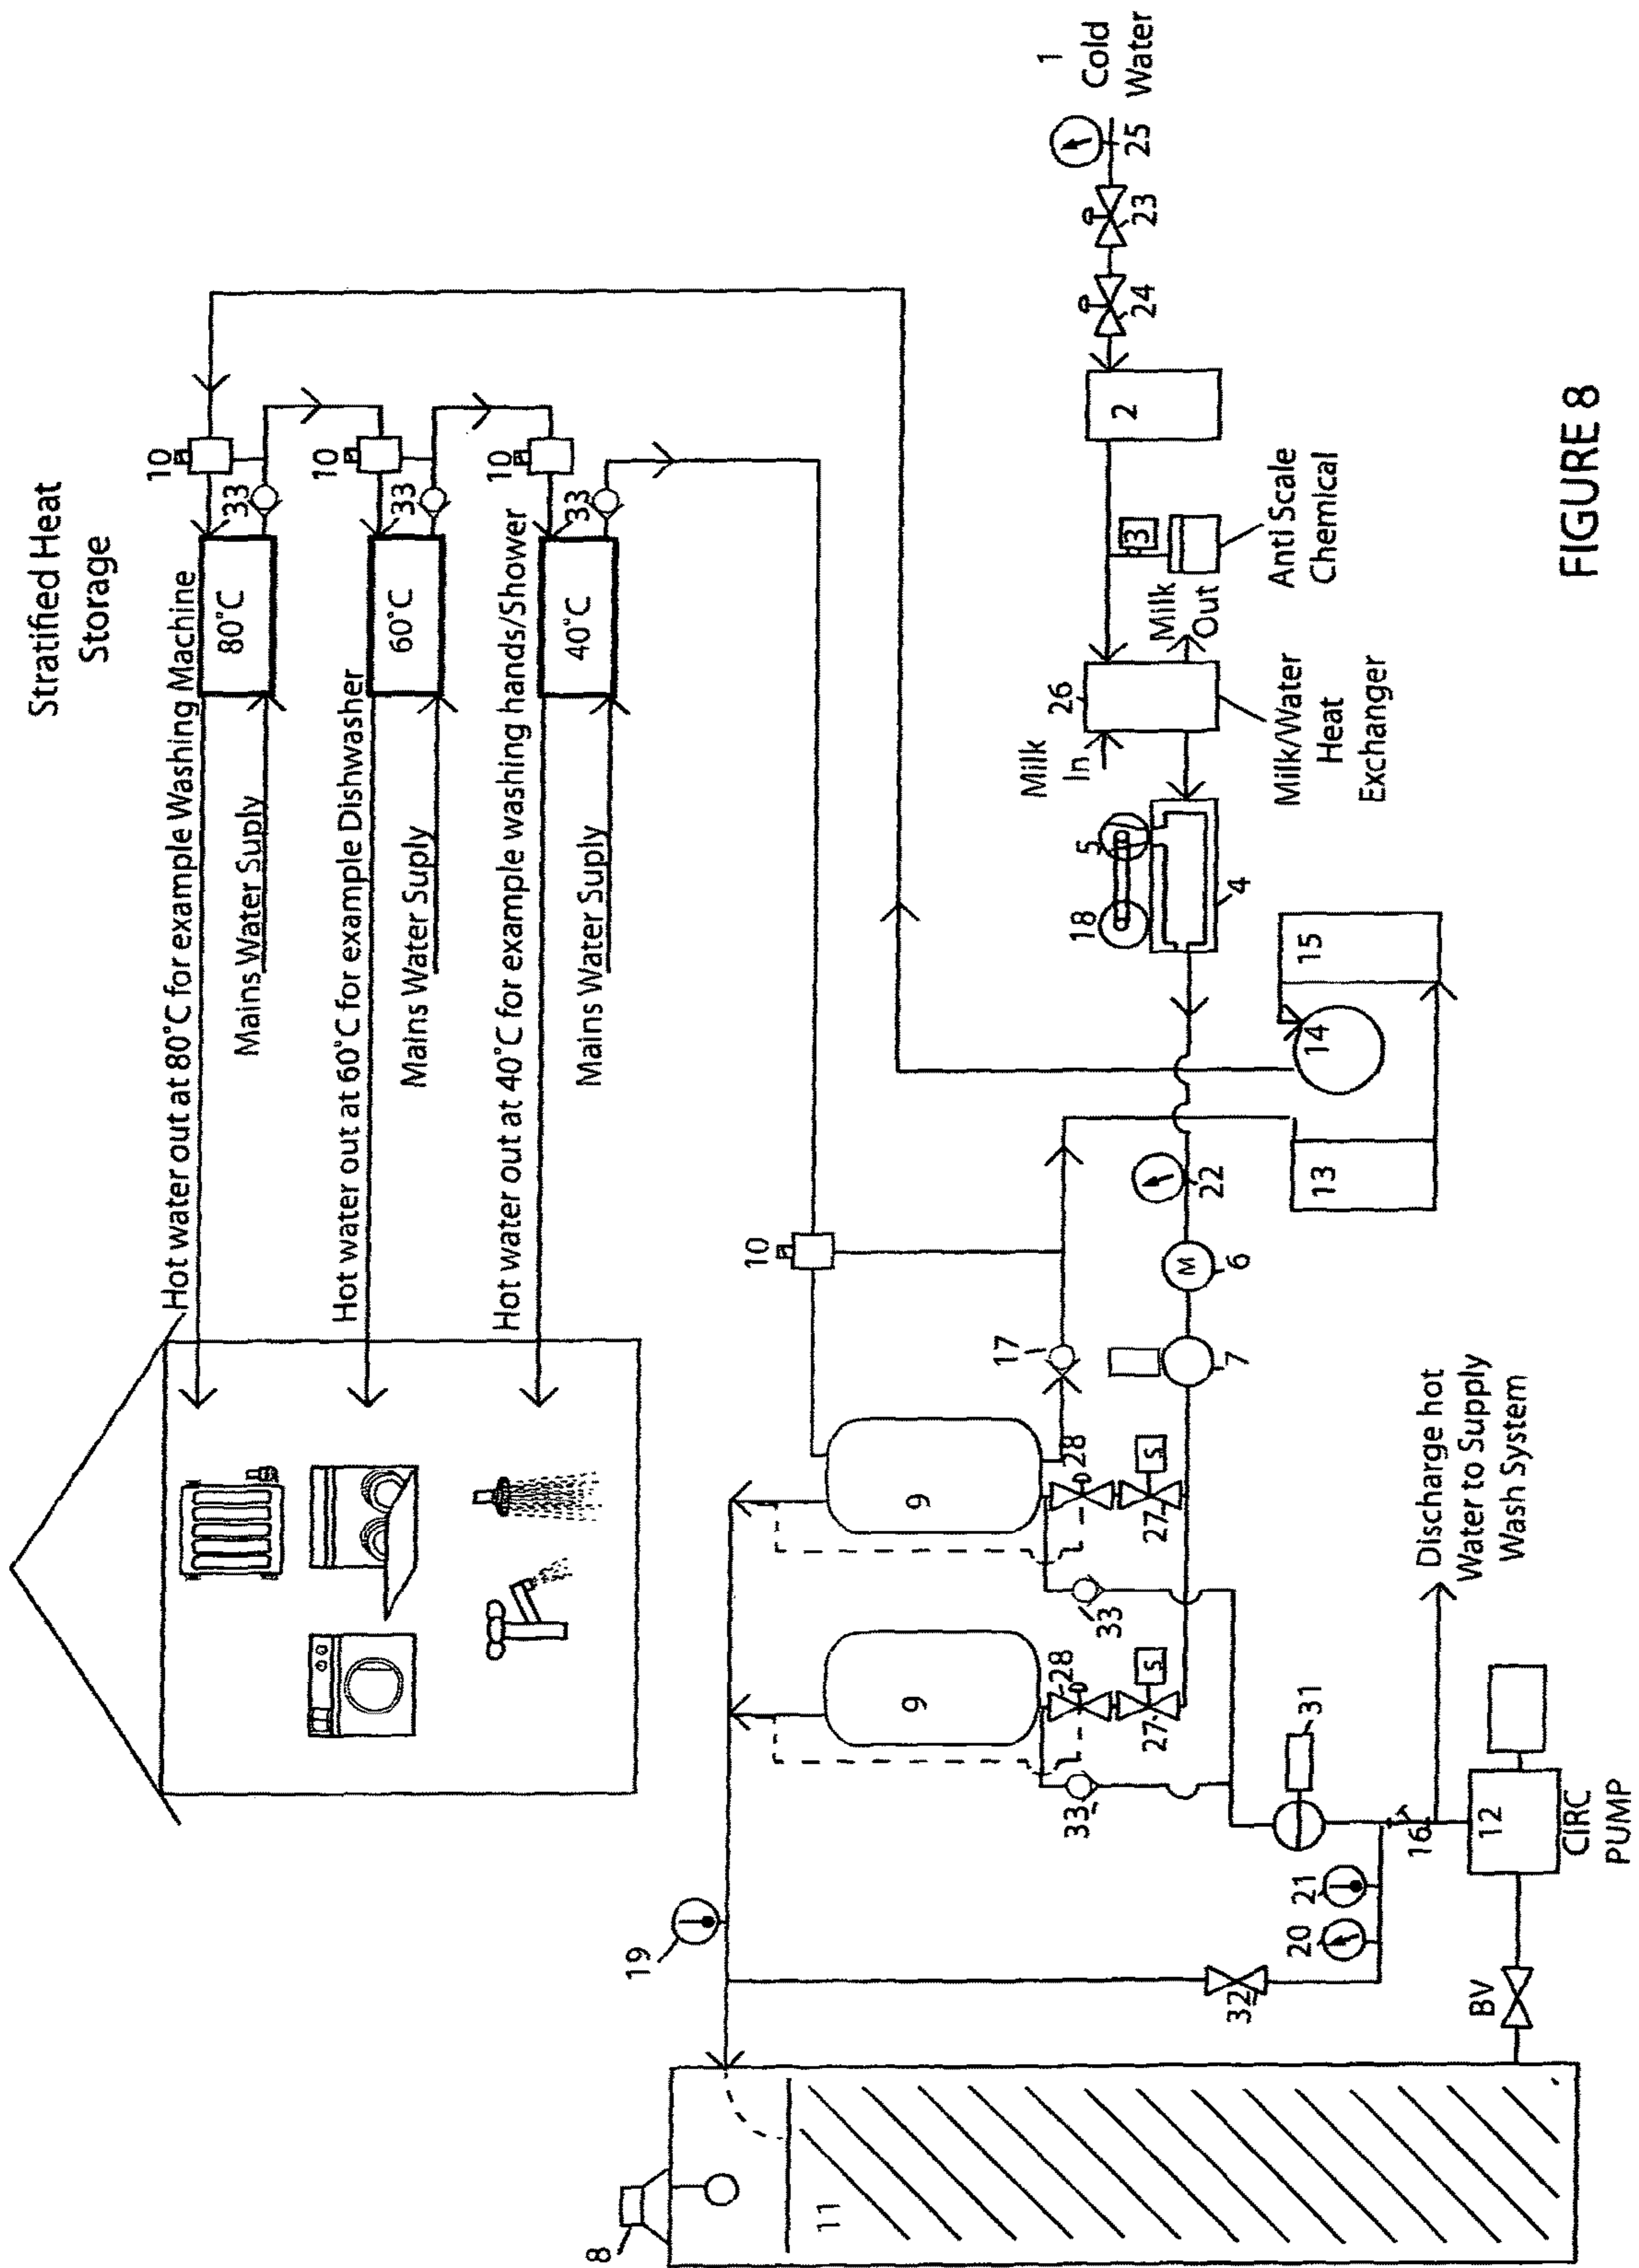 Stratified Heat
Storage
Hot water out at 80°C for example Washing Machine
10
33
80°C
Mains Water Suply
Hot water out at 60°C for example Dishwasher
10
33
60°C
Mains Water Supply
Hot water out at 40°C for example washing hands/Shower
10
33
40°C
Mains Water Supply
10
19
8
11
9
9
17
28
28
27
S
27
S
33
33
7
6
M
22
18
5
4
13
14
15
Milk
In
26
Milk
Out
Milk/Water
Heat
Exchanger
3
Anti Scale
Chemical
2
24
23
25
1
Cold
Water
32
20
21
31
16
12
CIRC
PUMP
BV
Discharge hot
Water to Supply
Wash System
FIGURE 8